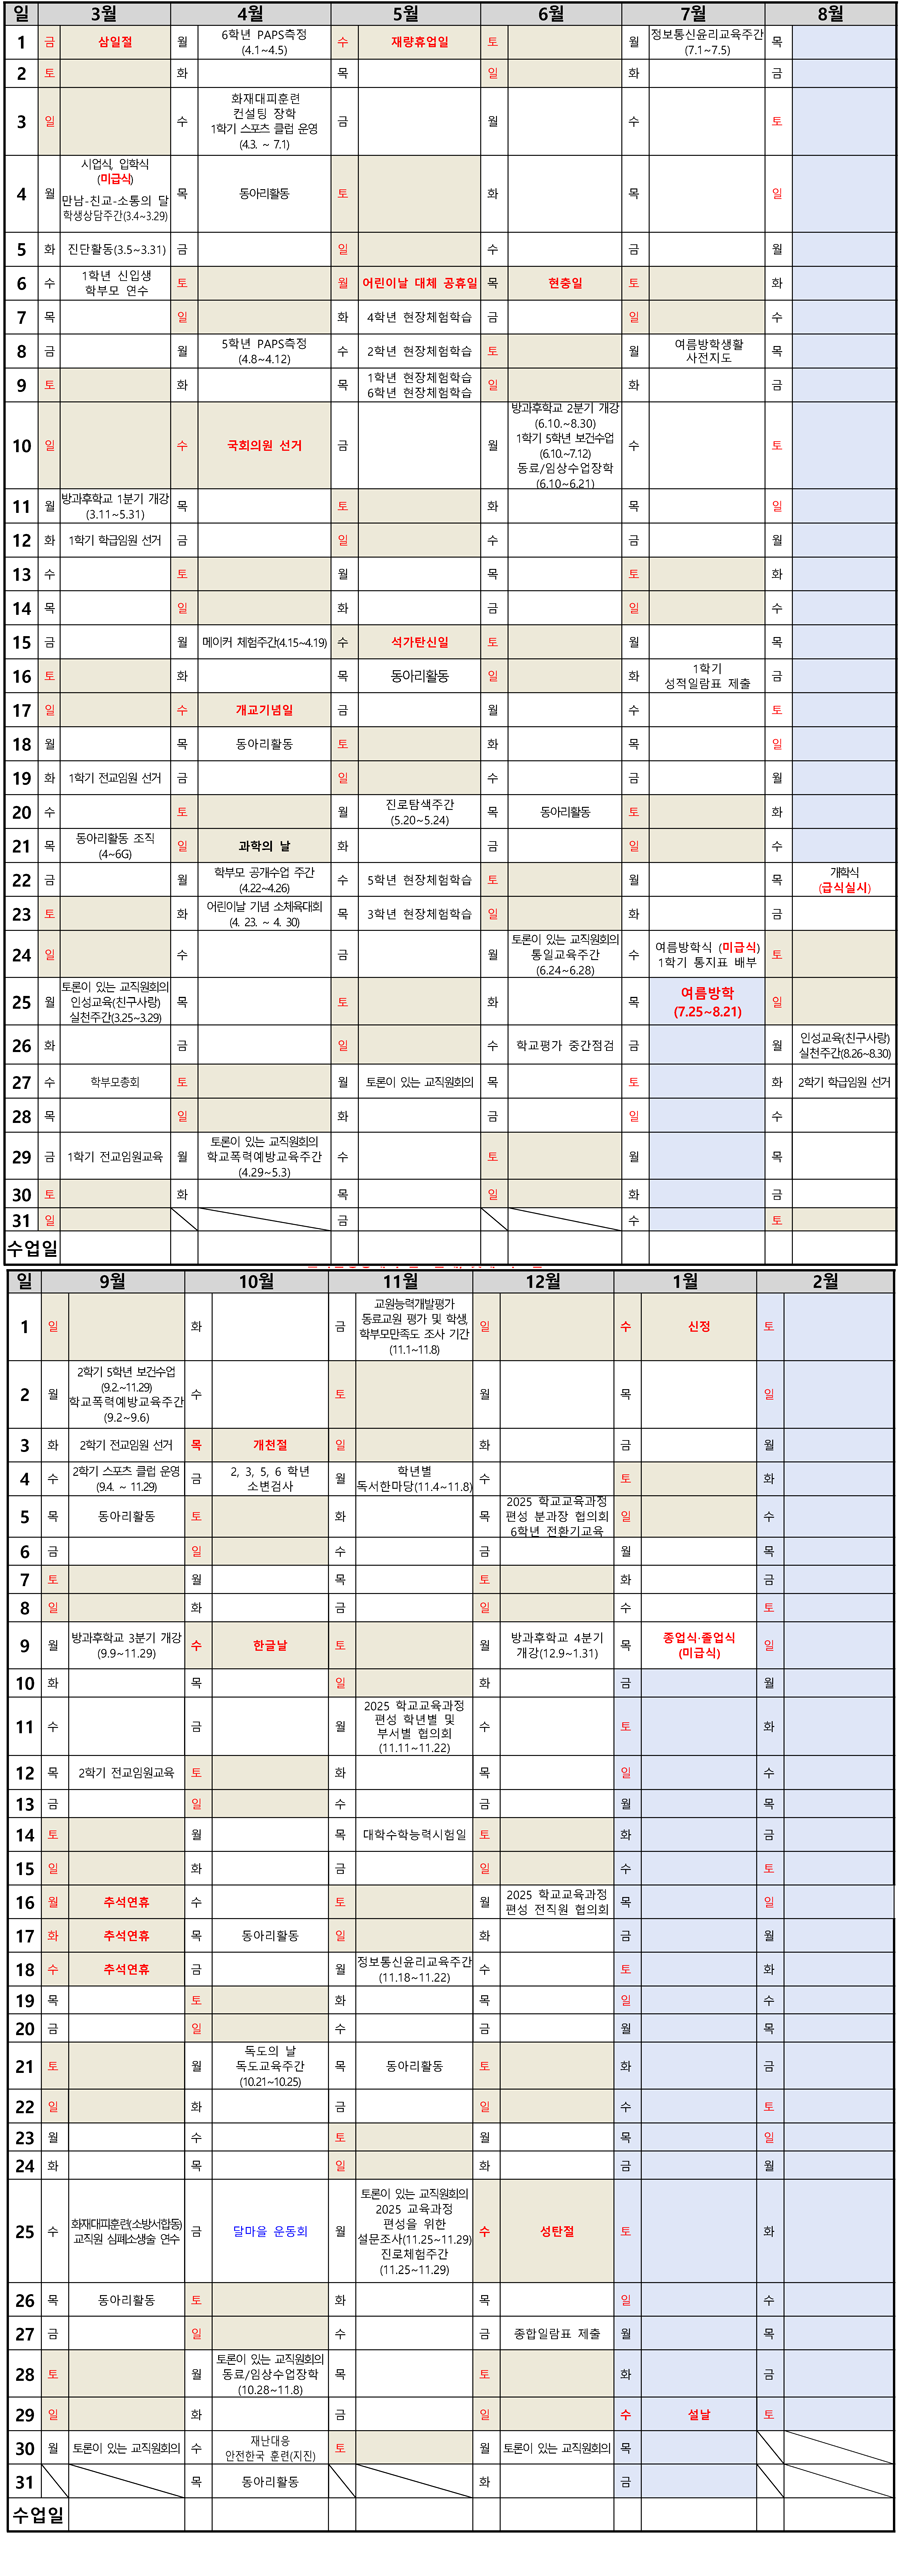 일 3월 4월 5월 6월 7월 8월
1 금 삼일절 월 6학년 PAPS측정 수 재량휴업일 토 월 정보통신윤리교육주간 목
(4.1~4.5) (7.1~7.5)
2 토 화 목 일 화 금
3 일 수 화재대피훈련 금 월 수 토
컨설팅 장학
1학기 스포츠 클럽 운영
(4.3. ~ 7.1)
4 월 시업식, 입학식 목 동아리활동 토 화 목 일
(미급식)
만남-친교-소통의 달
학생상담주간(3.4~3.29)
5 화 진단활동(3.5~3.31) 금 일 수 금 월
6 수 1학년 신입생 토 월 어린이날 대체 공휴일 목 현충일 토 화
학부모 연수
7 목 일 화 4학년 현장체험학습 금 일 수
8 금 월 5학년 PAPS측정 수 2학년 현장체험학습 토 월 여름방학생활 목
(4.8~4.12) 사전지도
9 토 화 목 1학년 현장체험학습 일 화 금
6학년 현장체험학습
10 일 수 국회의원 선거 금 월 방과후학교 2분기 개강 수 토
(6.10.~8.30)
1학기 5학년 보건수업
(6.10.~7.12)
동료/임상수업장학
(6.10~6.21)
11 월 방과후학교 1분기 개강 목 토 화 목 일
(3.11~5.31)
12 화 1학기 학급임원 선거 금 일 수 금 월
13 수 토 월 목 토 화
14 목 일 화 금 일 수
15 금 월 메이커 체험주간(4.15~4.19) 수 석가탄신일 토 월 목
16 토 화 목 동아리활동 일 화 1학기 금
성적일람표 제출
17 일 수 개교기념일 금 월 수 토
18 월 목 동아리활동 토 화 목 일
19 화 1학기 전교임원 선거 금 일 수 금 월
20 수 토 월 진로탐색주간 목 동아리활동 토 화
(5.20~5.24)
21 목 동아리활동 조직 일 과학의 날 화 금 일 수
(4~6G)
22 금 월 학부모 공개수업 주간 수 5학년 현장체험학습 토 월 목 개학식
(4.22~4.26) (급식실시)
23 토 화 어린이날 기념 소체육대회 목 3학년 현장체험학습 일 화 금
(4. 23. ~ 4. 30)
24 일 수 금 월 토론이 있는 교직원회의 수 여름방학식 (미급식) 토
통일교육주간 1학기 통지표 배부
(6.24~6.28)
25 월 토론이 있는 교직원회의 목 토 화 목 여름방학 일
인성교육(친구사랑) (7.25~8.21)
실천주간(3.25~3.29)
26 화 금 일 수 학교평가 중간점검 금 월 인성교육(친구사랑)
실천주간(8.26~8.30)
27 수 학부모총회 토 월 토론이 있는 교직원회의 목 토 화 2학기 학급임원 선거
28 목 일 화 금 일 수
29 금 1학기 전교임원교육 월 토론이 있는 교직원회의 수 토 월 목
학교폭력예방교육주간
(4.29~5.3)
30 토 화 목 일 화 금
31 일 금 수 토
수업일
일 9월 10월 11월 12월 1월 2월
1 일 화 금 교원능력개발평가 일 수 신정 토
동료교원 평가 및 학생,
학부모만족도 조사 기간
(11.1~11.8)
2 월 2학기 5학년 보건수업 수 토 월 목 일
(9.2.~11.29)
학교폭력예방교육주간
(9.2~9.6)
3 화 2학기 전교임원 선거 목 개천절 일 화 금 월
4 수 2학기 스포츠 클럽 운영 금 2, 3, 5, 6 학년 월 학년별 수 토 화
(9.4. ~ 11.29) 소변검사 독서한마당(11.4~11.8)
5 목 동아리활동 토 화 목 2025 학교교육과정 일 수
편성 분과장 협의회
6학년 전환기교육
6 금 일 수 금 월 목
7 토 월 목 토 화 금
8 일 화 금 일 수 토
9 월 방과후학교 3분기 개강 수 한글날 토 월 방과후학교 4분기 목 종업식·졸업식 일
(9.9~11.29) 개강(12.9~1.31) (미급식)
10 화 목 일 화 금 월
11 수 금 월 2025 학교교육과정 수 토 화
편성 학년별 및
부서별 협의회
(11.11~11.22)
12 목 2학기 전교임원교육 토 화 목 일 수
13 금 일 수 금 월 목
14 토 월 목 대학수학능력시험일 토 화 금
15 일 화 금 일 수 토
16 월 추석연휴 수 토 월 2025 학교교육과정 목 일
편성 전직원 협의회
17 화 추석연휴 목 동아리활동 일 화 금 월
18 수 추석연휴 금 월 정보통신윤리교육주간 수 토 화
(11.18~11.22)
19 목 토 화 목 일 수
20 금 일 수 금 월 목
21 토 월 독도의 날 목 동아리활동 토 화 금
독도교육주간
(10.21~10.25)
22 일 화 금 일 수 토
23 월 수 토 월 목 일
24 화 목 일 화 금 월
25 수 화재대피훈련(소방서합동) 금 달마을 운동회 월 토론이 있는 교직원회의 수 성탄절 토 화
교직원 심폐소생술 연수 2025 교육과정
편성을 위한
설문조사(11.25~11.29)
진로체험주간
(11.25~11.29)
26 목 동아리활동 토 화 목 일 수
27 금 일 수 금 종합일람표 제출 월 목
28 토 월 토론이 있는 교직원회의 목 토 화 금
동료/임상수업장학
(10.28~11.8)
29 일 화 금 일 수 설날 토
30 월 토론이 있는 교직원회의 수 재난대응 토 월 토론이 있는 교직원회의 목
안전한국 훈련(지진)
31 목 동아리활동 화 금
수업일